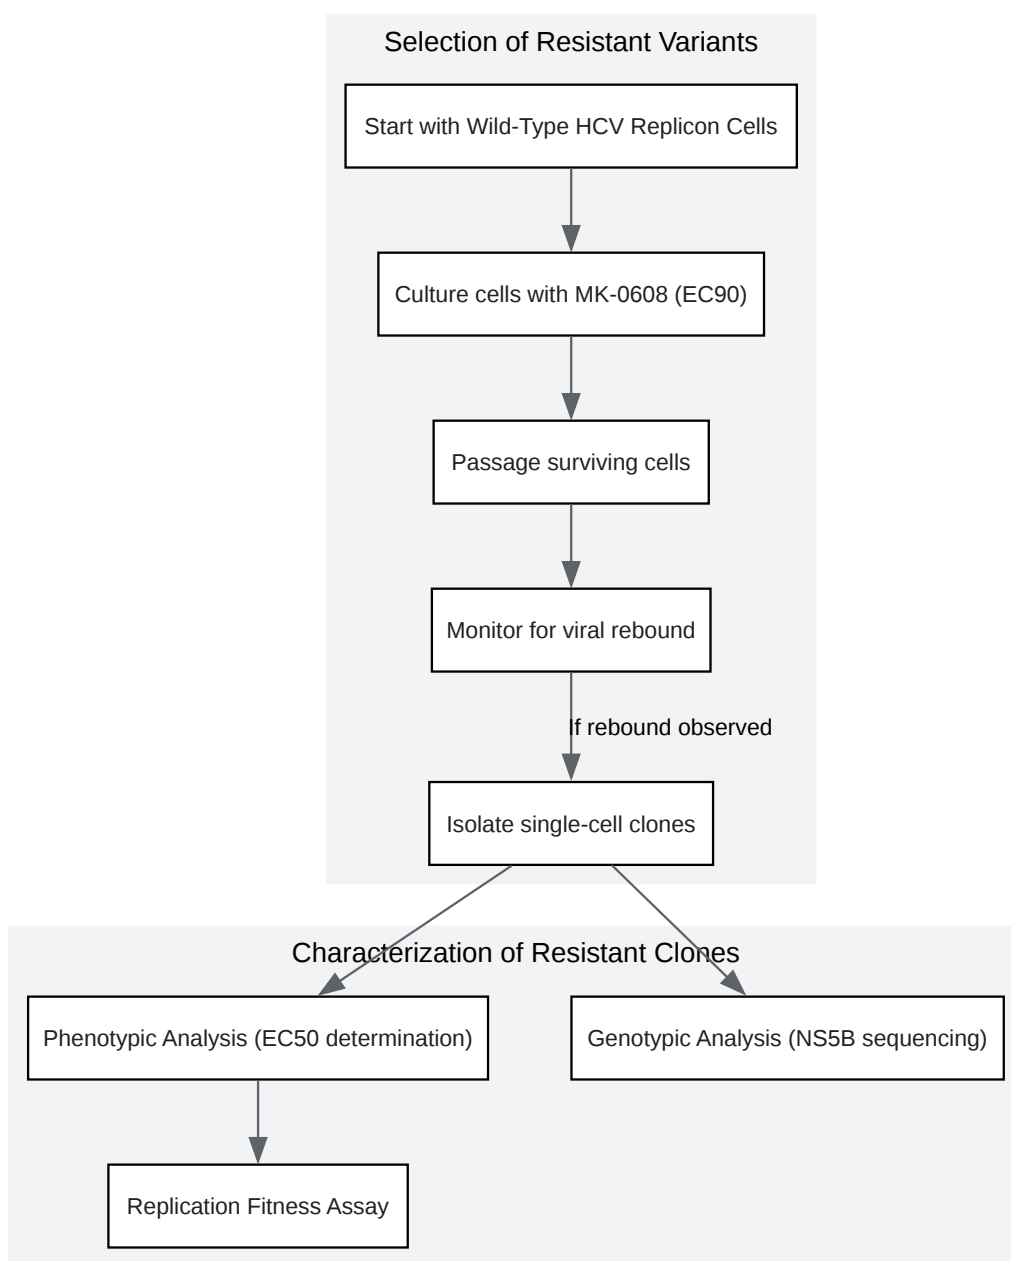 Selection of Resistant Variants
Start with Wild-Type HCV Replicon Cells
Culture cells with MK-0608 (EC90)
Passage surviving cells
Monitor for viral rebound
If rebound observed
Isolate single-cell clones
Characterization of Resistant Clones
Phenotypic Analysis (EC50 determination)
Genotypic Analysis (NS5B sequencing)
Replication Fitness Assay